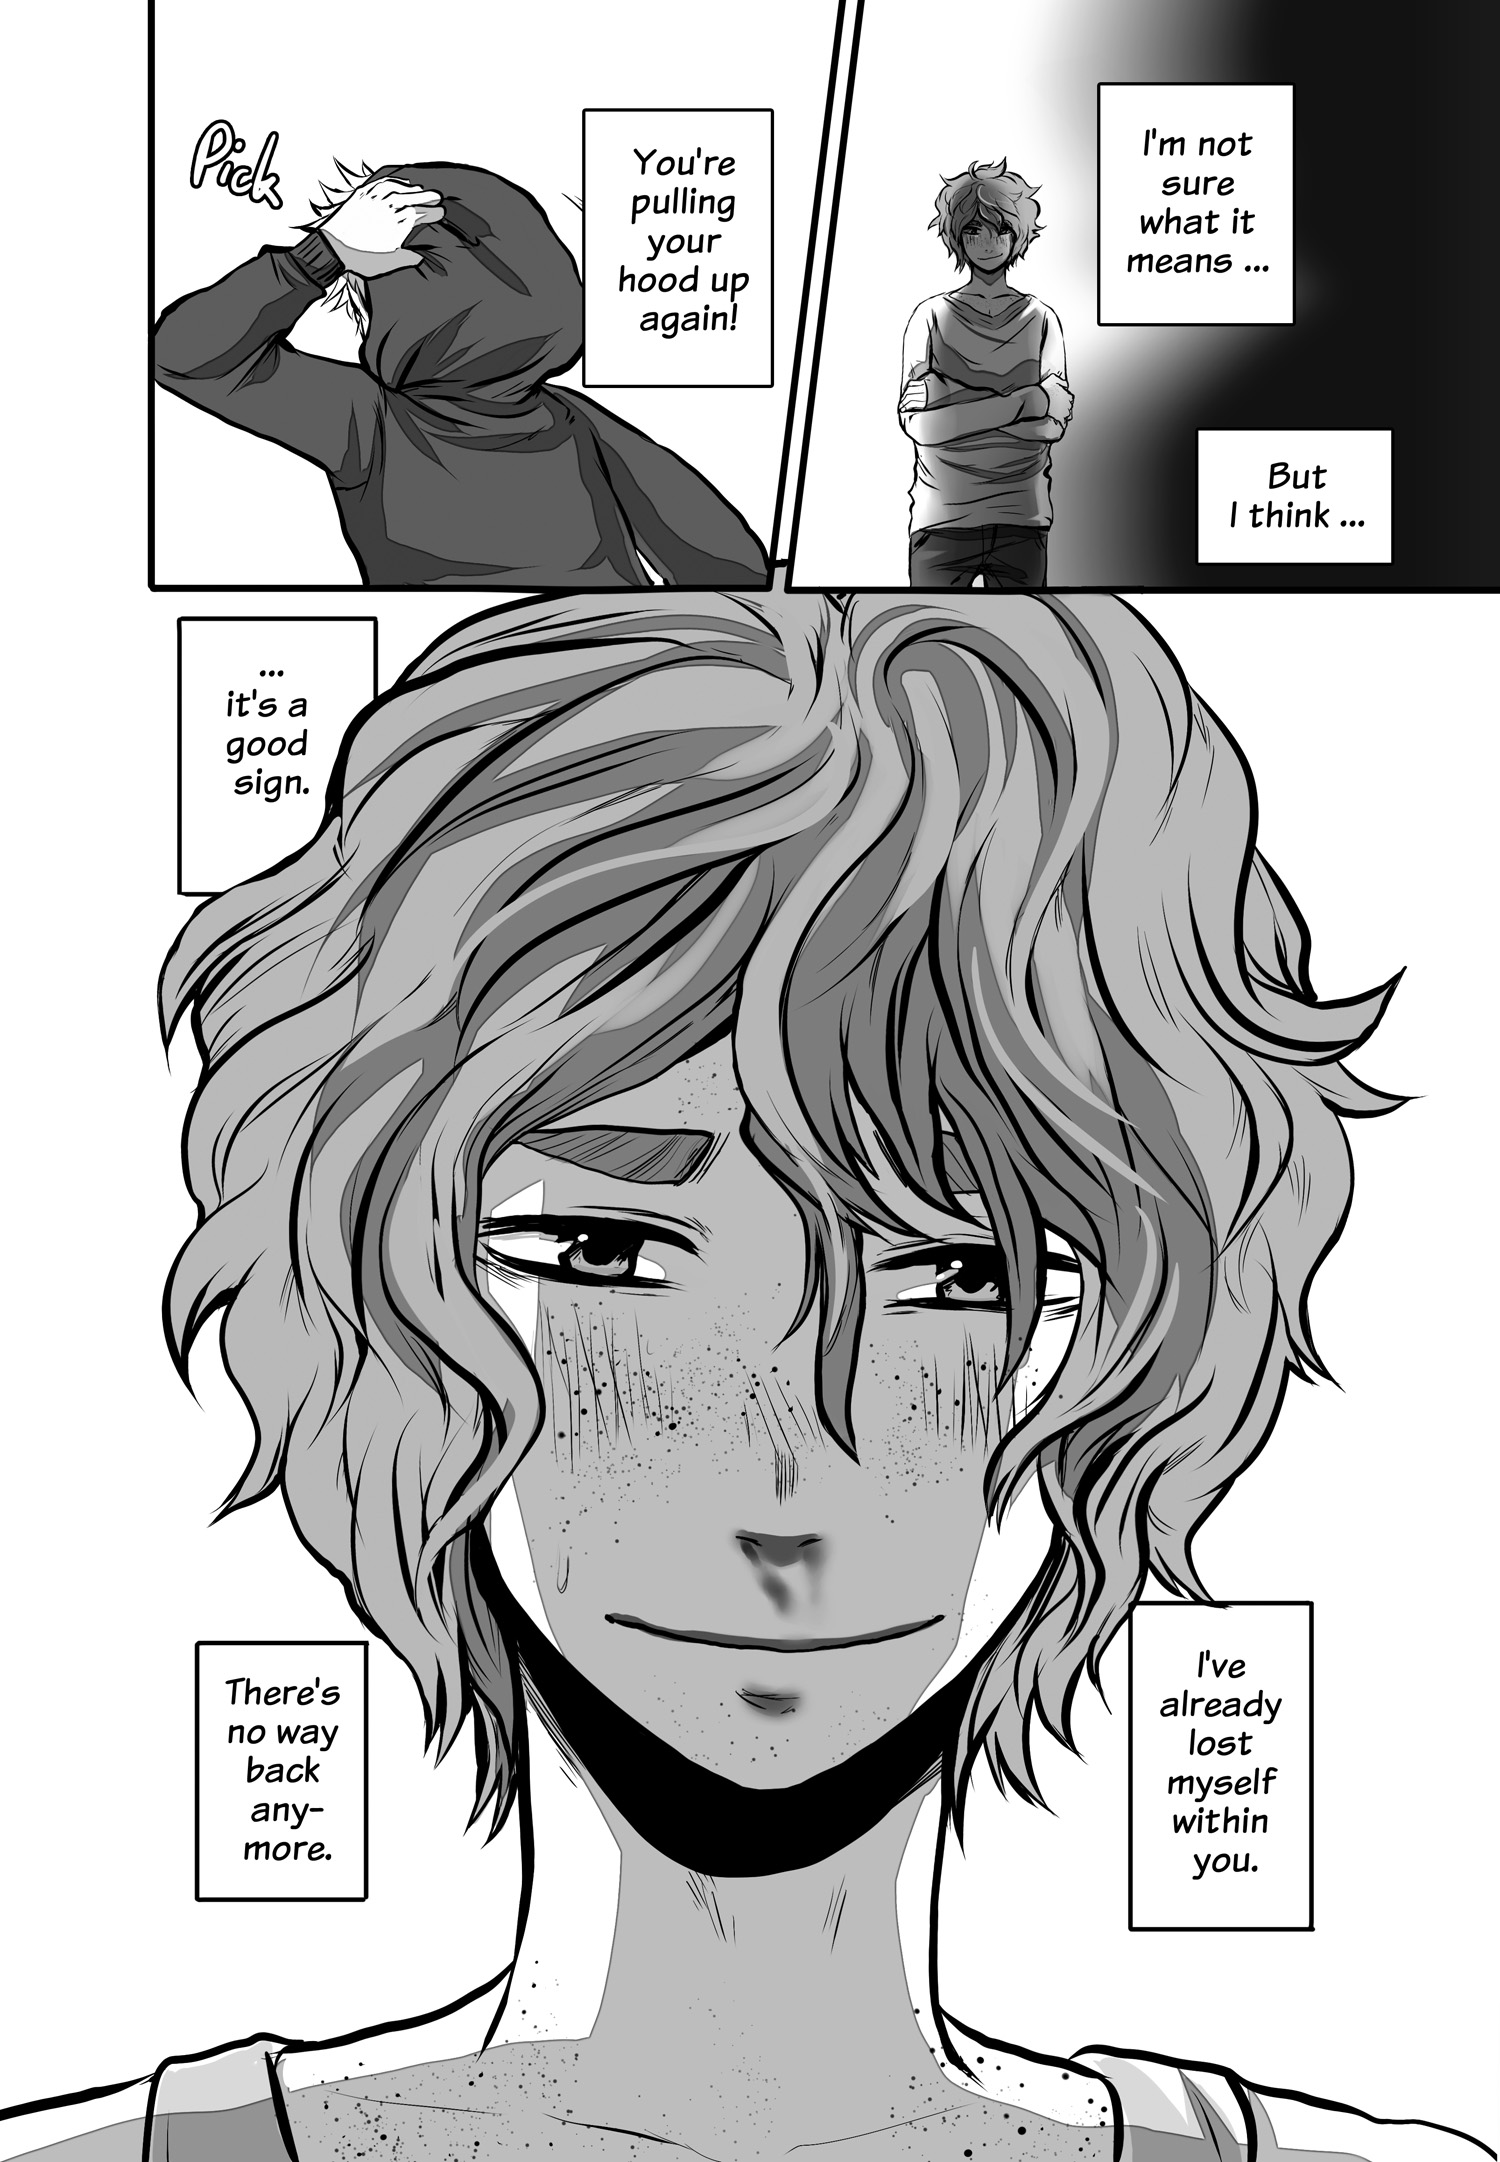 Pick
You're
pulling
your
hood up
again!
I'm not
sure
what it
means ...
But
I think ...
...
it's a
good
sign.
There's
no way
back
any-
more.
I've
already
lost
myself
within
you.